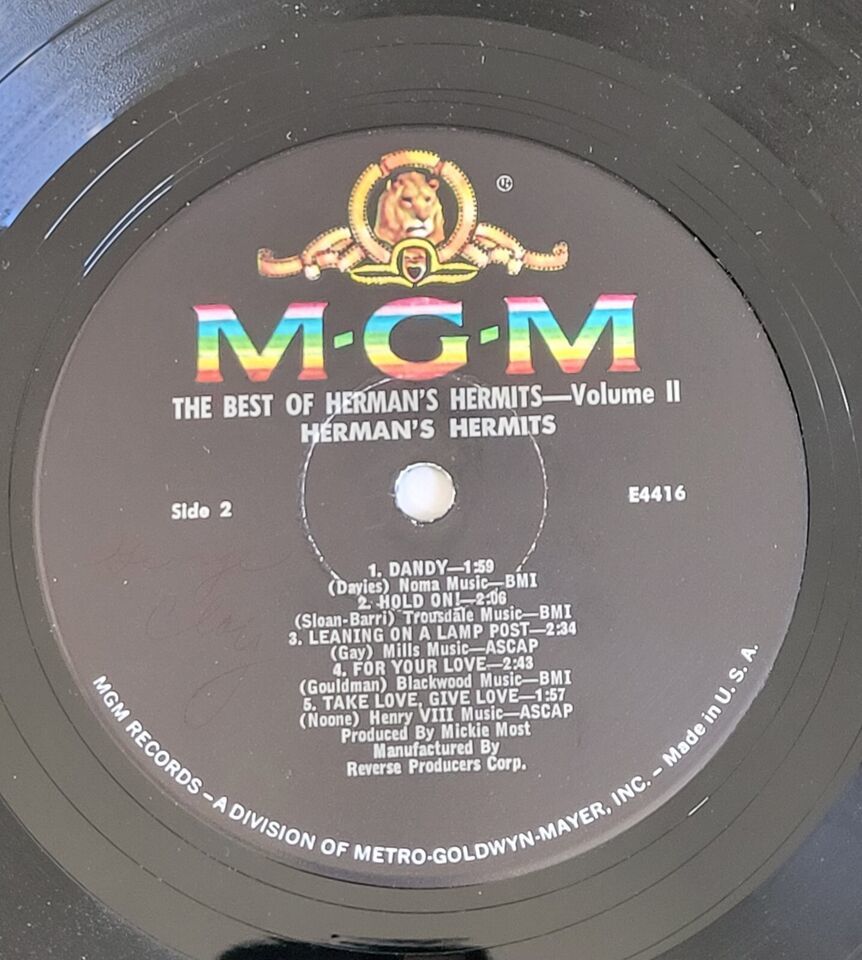 ®
M-G-M
THE BEST OF HERMAN'S HERMITS—Volume II
HERMAN'S HERMITS
Side 2
E4416
1. DANDY—1:59
(Davies) Noma Music—BMI
2. HOLD ON!—2:06
(Sloan-Barri) Trousdale Music—BMI
3. LEANING ON A LAMP POST—2:34
(Gay) Mills Music—ASCAP
4. FOR YOUR LOVE—2:43
(Gouldman) Blackwood Music—BMI
5. TAKE LOVE, GIVE LOVE—1:57
(Noone) Henry VIII Music—ASCAP
Produced By Mickie Most
Manufactured By
Reverse Producers Corp.
MGM RECORDS – A DIVISION OF METRO-GOLDWYN-MAYER, INC. – Made in U. S. A.